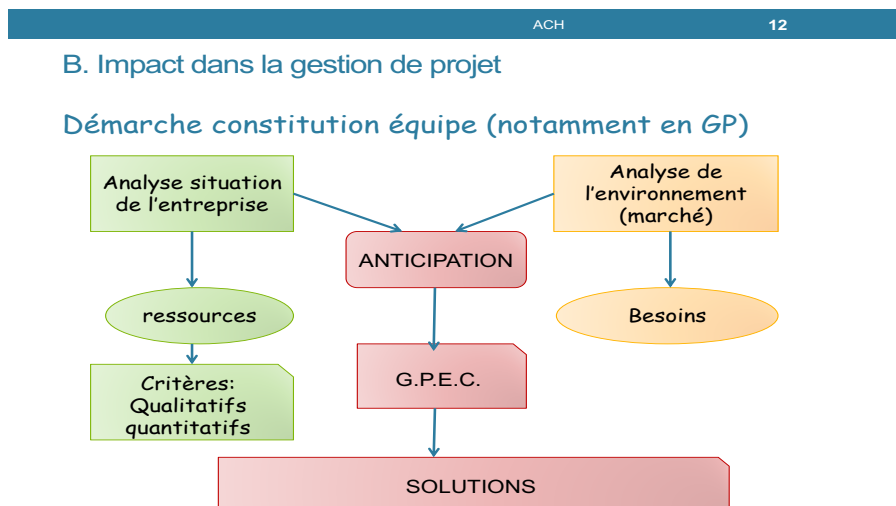 ACH
12
B. Impact dans la gestion de projet
Démarche constitution équipe (notamment en GP)
Analyse situation
de l'entreprise
Analyse de
l'environnement
(marché)
ANTICIPATION
ressources
Besoins
Critères:
Qualitatifs
quantitatifs
G.P.E.C.
SOLUTIONS